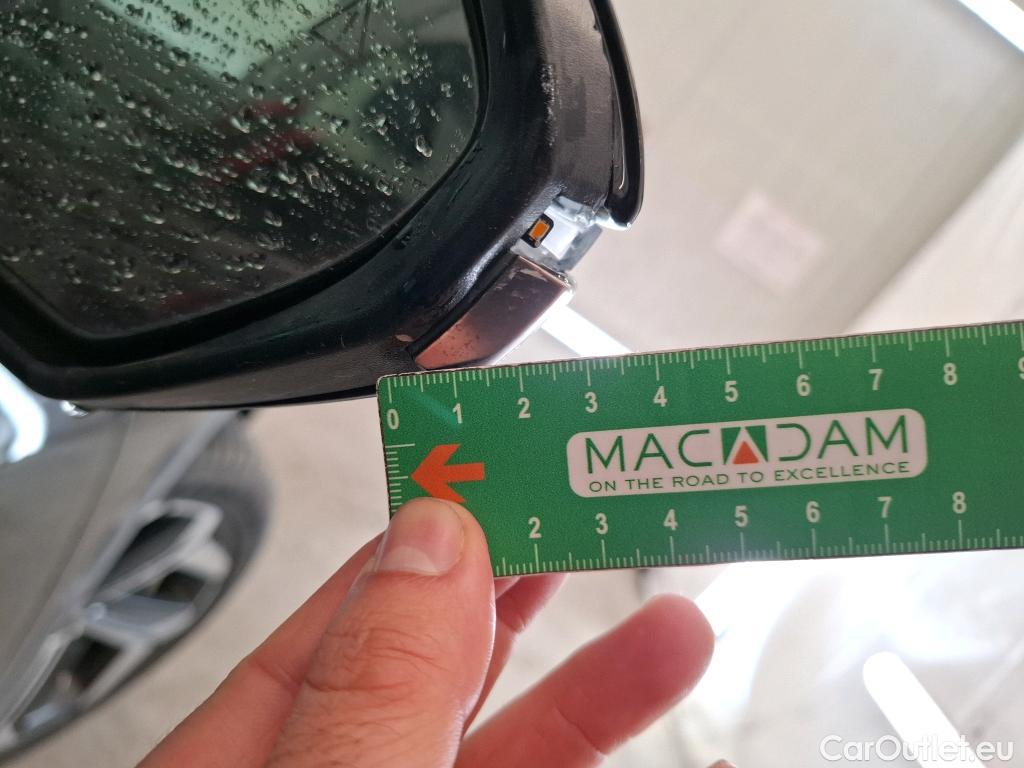 0 1 2 3 4 5 6 7 8 9
MACADAM
ON THE ROAD TO EXCELLENCE
2 3 4 5 6 7 8
CarOutlet.eu